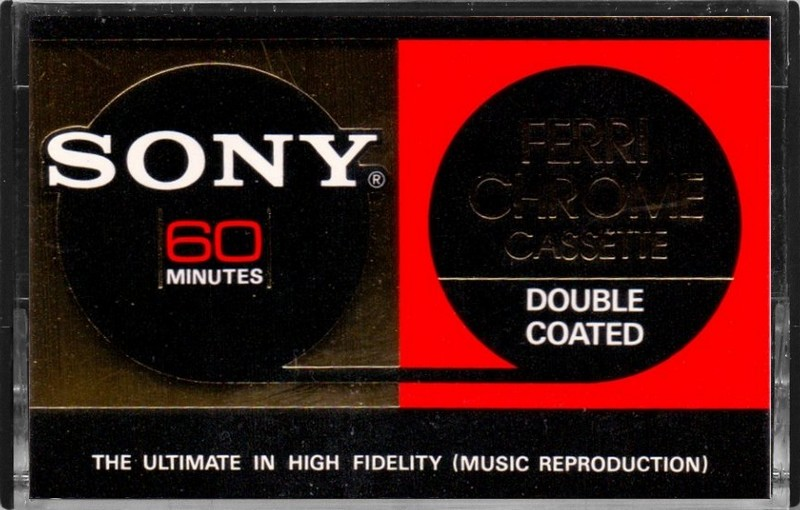 SONY®
60
MINUTES
FERRI
CHROME
CASSETTE
DOUBLE
COATED
THE ULTIMATE IN HIGH FIDELITY (MUSIC REPRODUCTION)